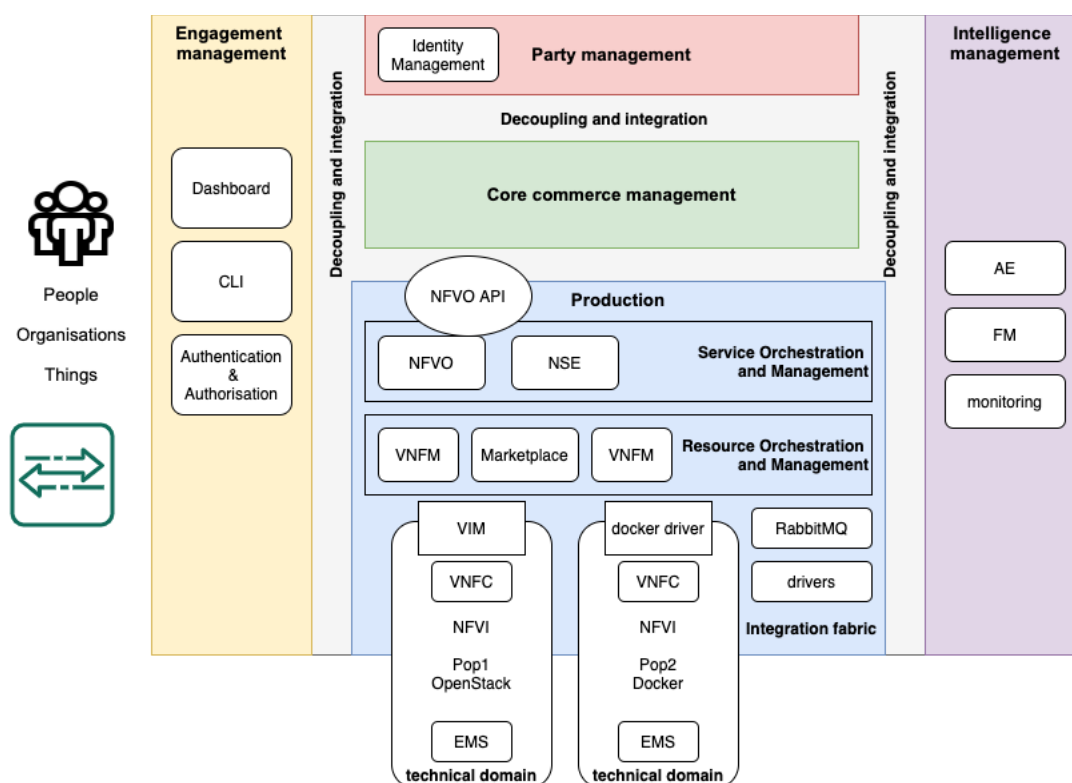 Engagement
management
Dashboard
CLI
Authentication
&
Authorisation
People
Organisations
Things
Decoupling and integration
Identity
Management
Party management
Decoupling and integration
Core commerce management
NFVO API
Production
NFVO
NSE
Service Orchestration
and Management
VNFM
Marketplace
VNFM
Resource Orchestration
and Management
VIM
VNFC
NFVI
Pop1
OpenStack
EMS
technical domain
docker driver
VNFC
NFVI
Pop2
Docker
EMS
technical domain
RabbitMQ
drivers
Integration fabric
Decoupling and integration
Intelligence
management
AE
FM
monitoring